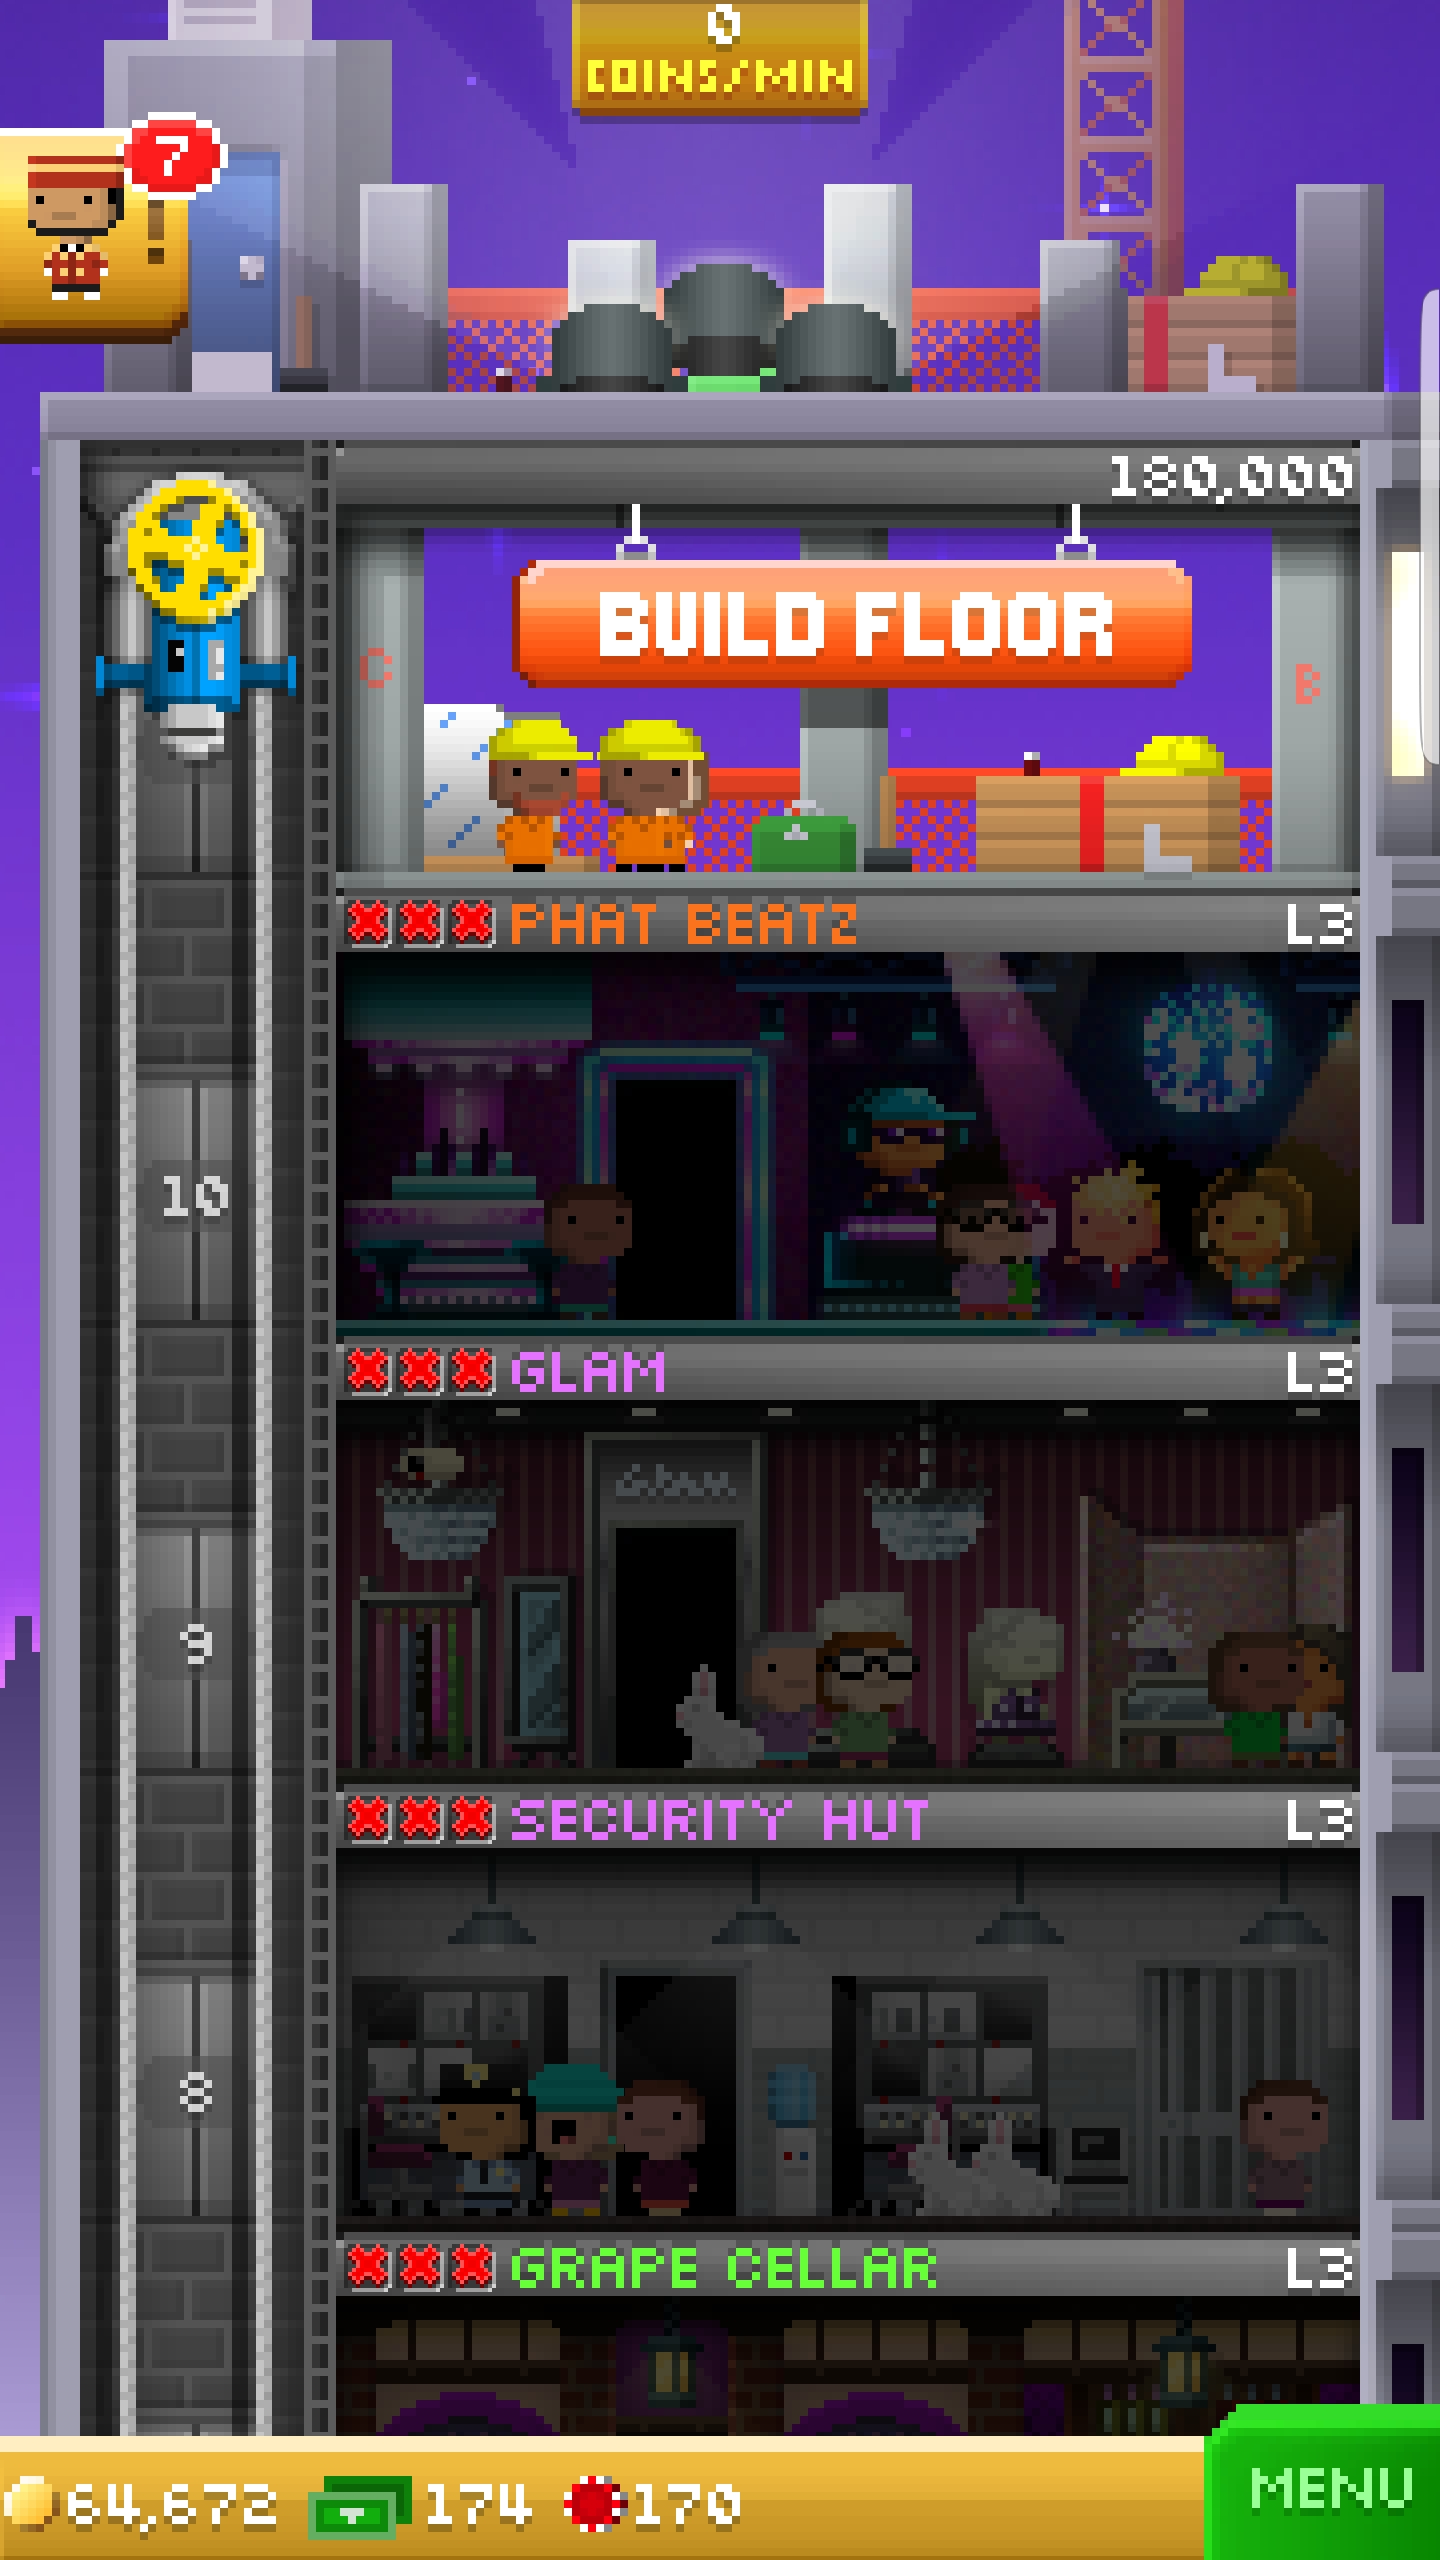 0
COINS/MIN
7
180,000
C
BUILD FLOOR
B
PHAT BEATZ L3
10
GLAM L3
Glam
9
SECURITY HUT L3
8
GRAPE CELLAR L3
64,672 174 170
MENU